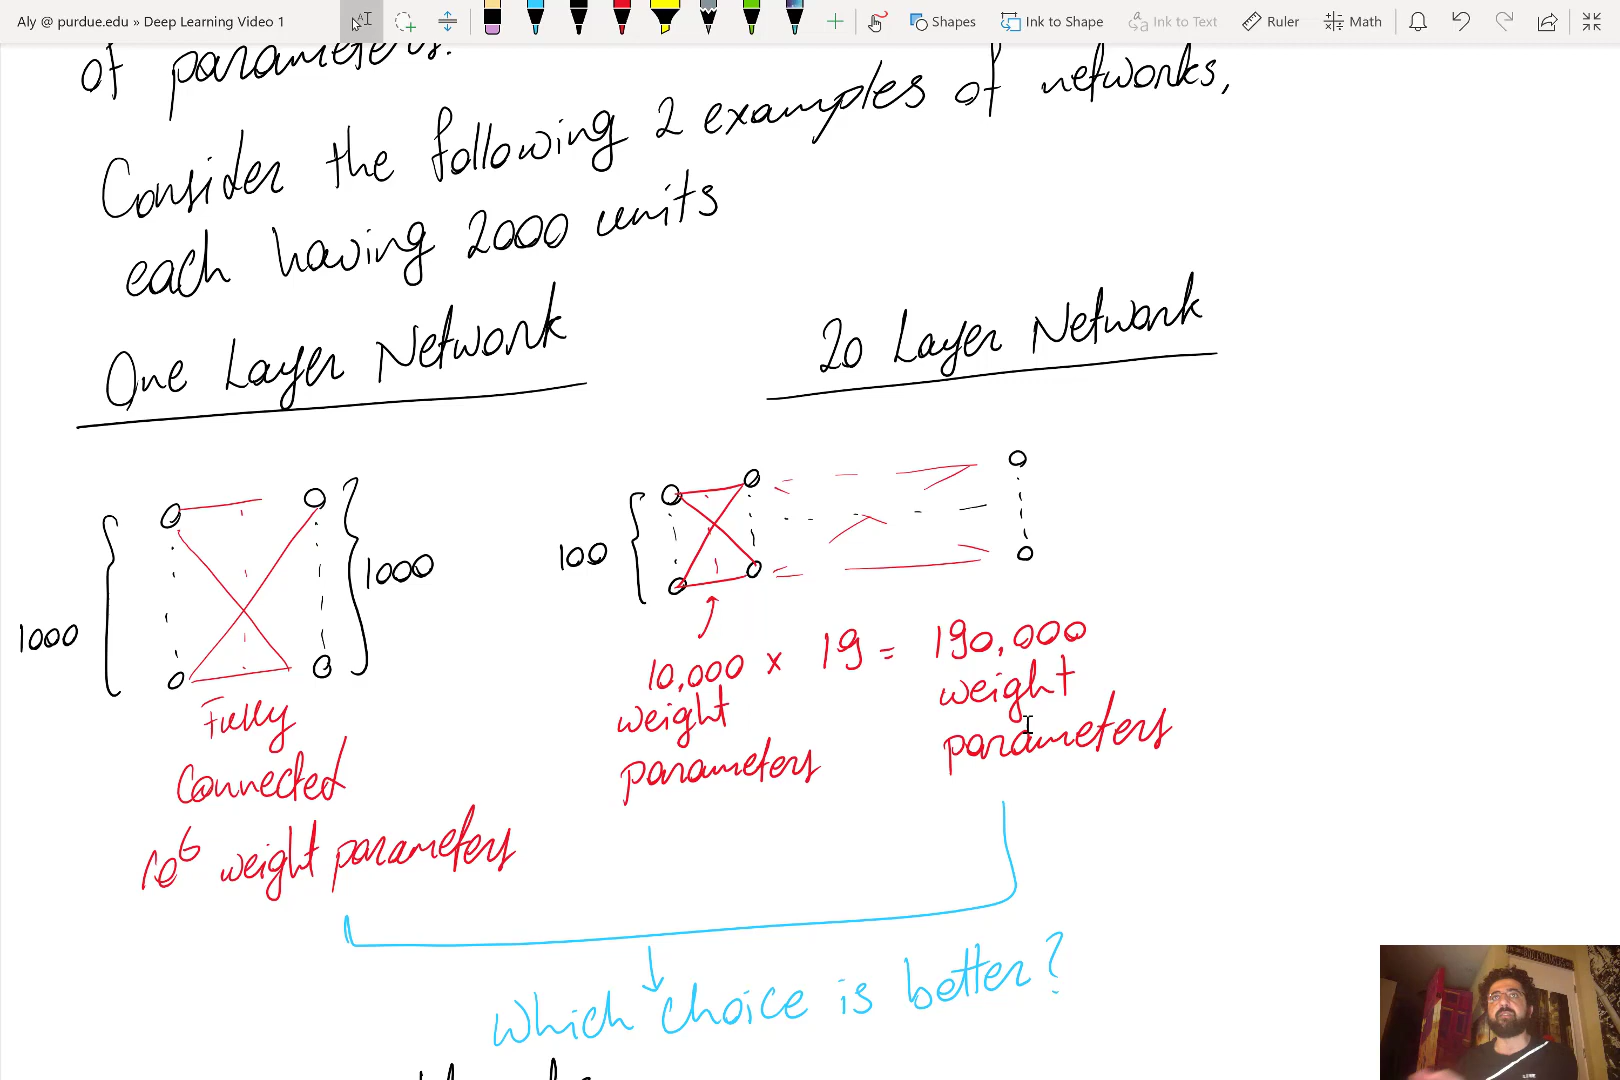 Aly @ purdue.edu » Deep Learning Video 1
Shapes
Ink to Shape
Ink to Text
Ruler
Math
of parameters.
Consider the following 2 examples of networks,
each having 2000 units
One Layer Network
20 Layer Network
1000
1000
100
Fully
Connected
10^6 weight parameters
10,000 x 19 = 190,000
weight
parameters
weight
parameters
Which choice is better?